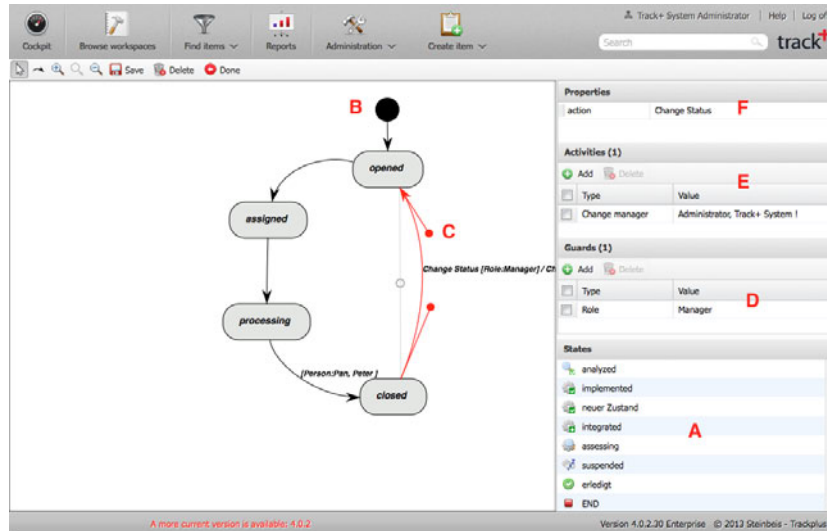 Track+ System Administrator | Help | Log of
Cockpit Browse workspaces Find items Reports Administration Create item
Search
track+
Save Delete Done
B
opened
assigned
C
Change Status [Role:Manager] / Ch
processing
[Person:Pan, Peter ]
closed
Properties
action Change Status
F
Activities (1)
Add Delete
E
Type Value
Change manager Administrator, Track+ System !
Guards (1)
Add Delete
Type Value
D
Role Manager
States
analyzed
implemented
neuer Zustand
integrated
A
assessing
suspended
erledigt
END
A more current version is available: 4.0.2
Version 4.0.2.30 Enterprise © 2013 Steinbeis - Trackplus